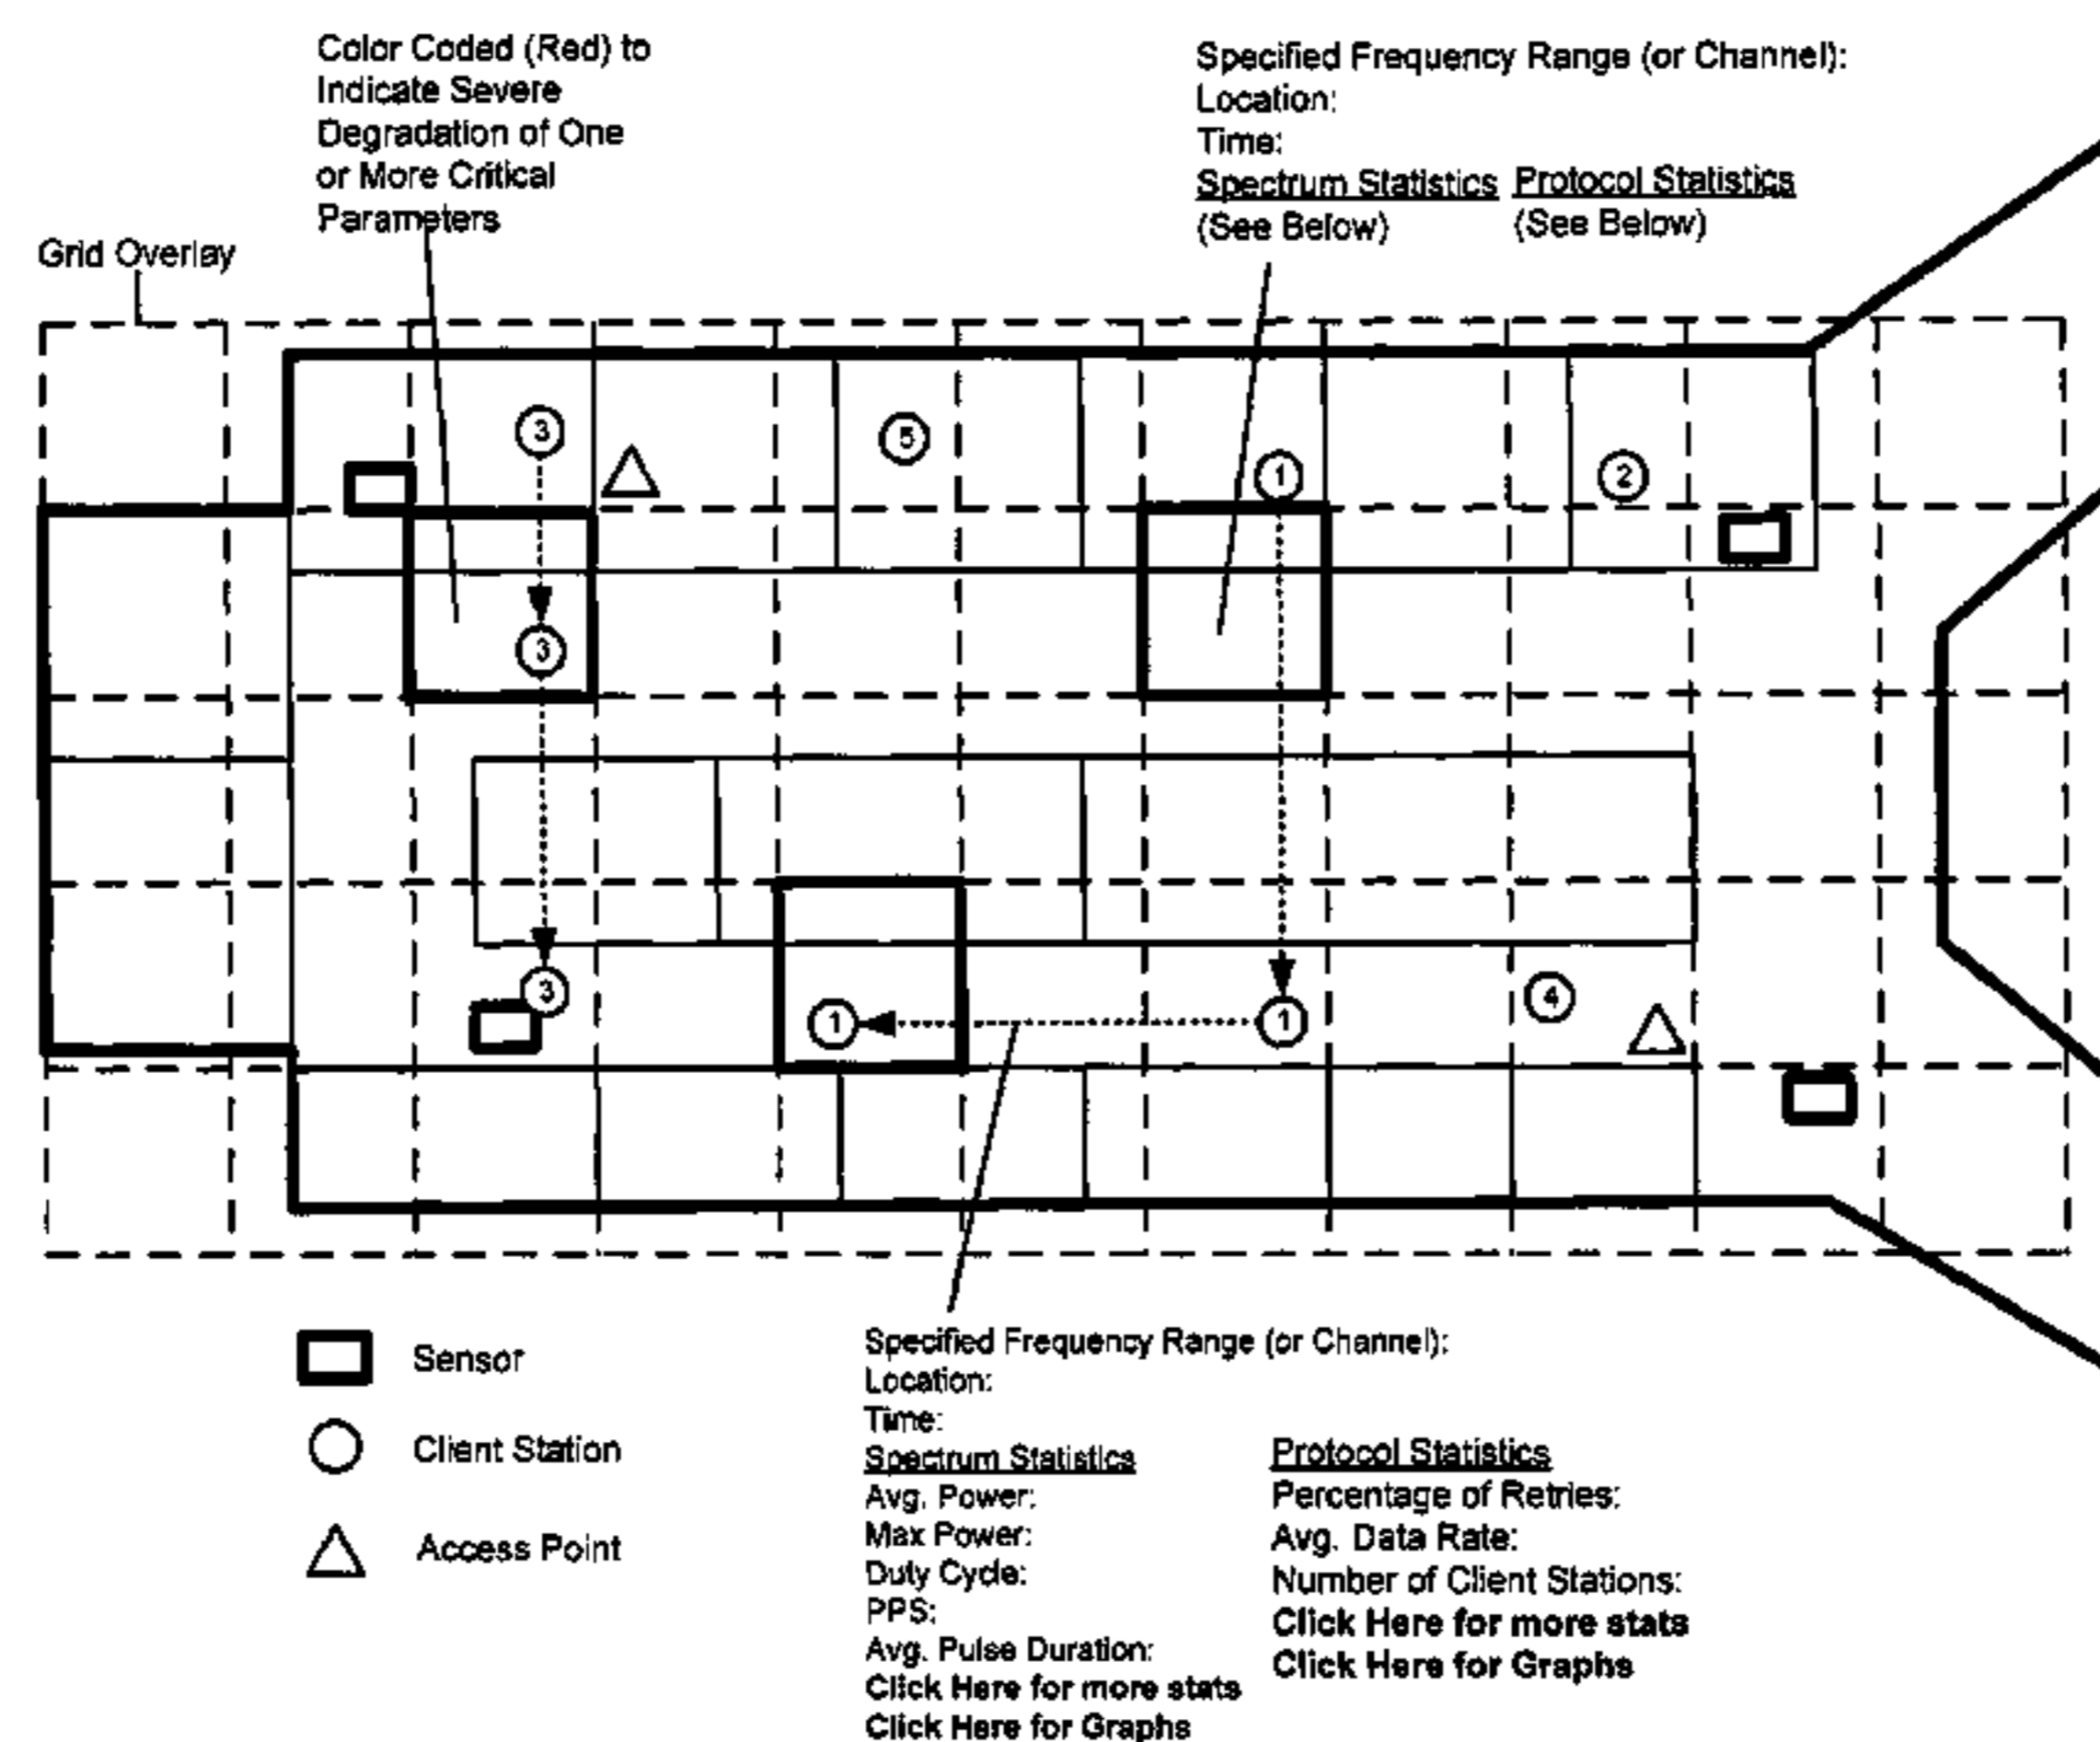 Color Coded (Red) to
Indicate Severe
Degradation of One
or More Critical
Parameters
Specified Frequency Range (or Channel):
Location:
Time:
Spectrum Statistics Protocol Statistics
(See Below) (See Below)
Grid Overlay
3
5
1
2
3
3
1
1
4
Sensor
Client Station
Access Point
Specified Frequency Range (or Channel):
Location:
Time:
Spectrum Statistics
Avg. Power:
Max Power:
Duty Cycle:
PPS:
Avg. Pulse Duration:
Click Here for more stats
Click Here for Graphs
Protocol Statistics
Percentage of Retries:
Avg. Data Rate:
Number of Client Stations:
Click Here for more stats
Click Here for Graphs